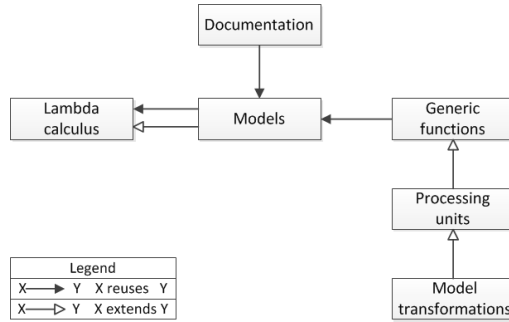 Documentation
Lambda
calculus
Models
Generic
functions
Processing
units
Model
transformations
Legend
X Y X reuses Y
X Y X extends Y